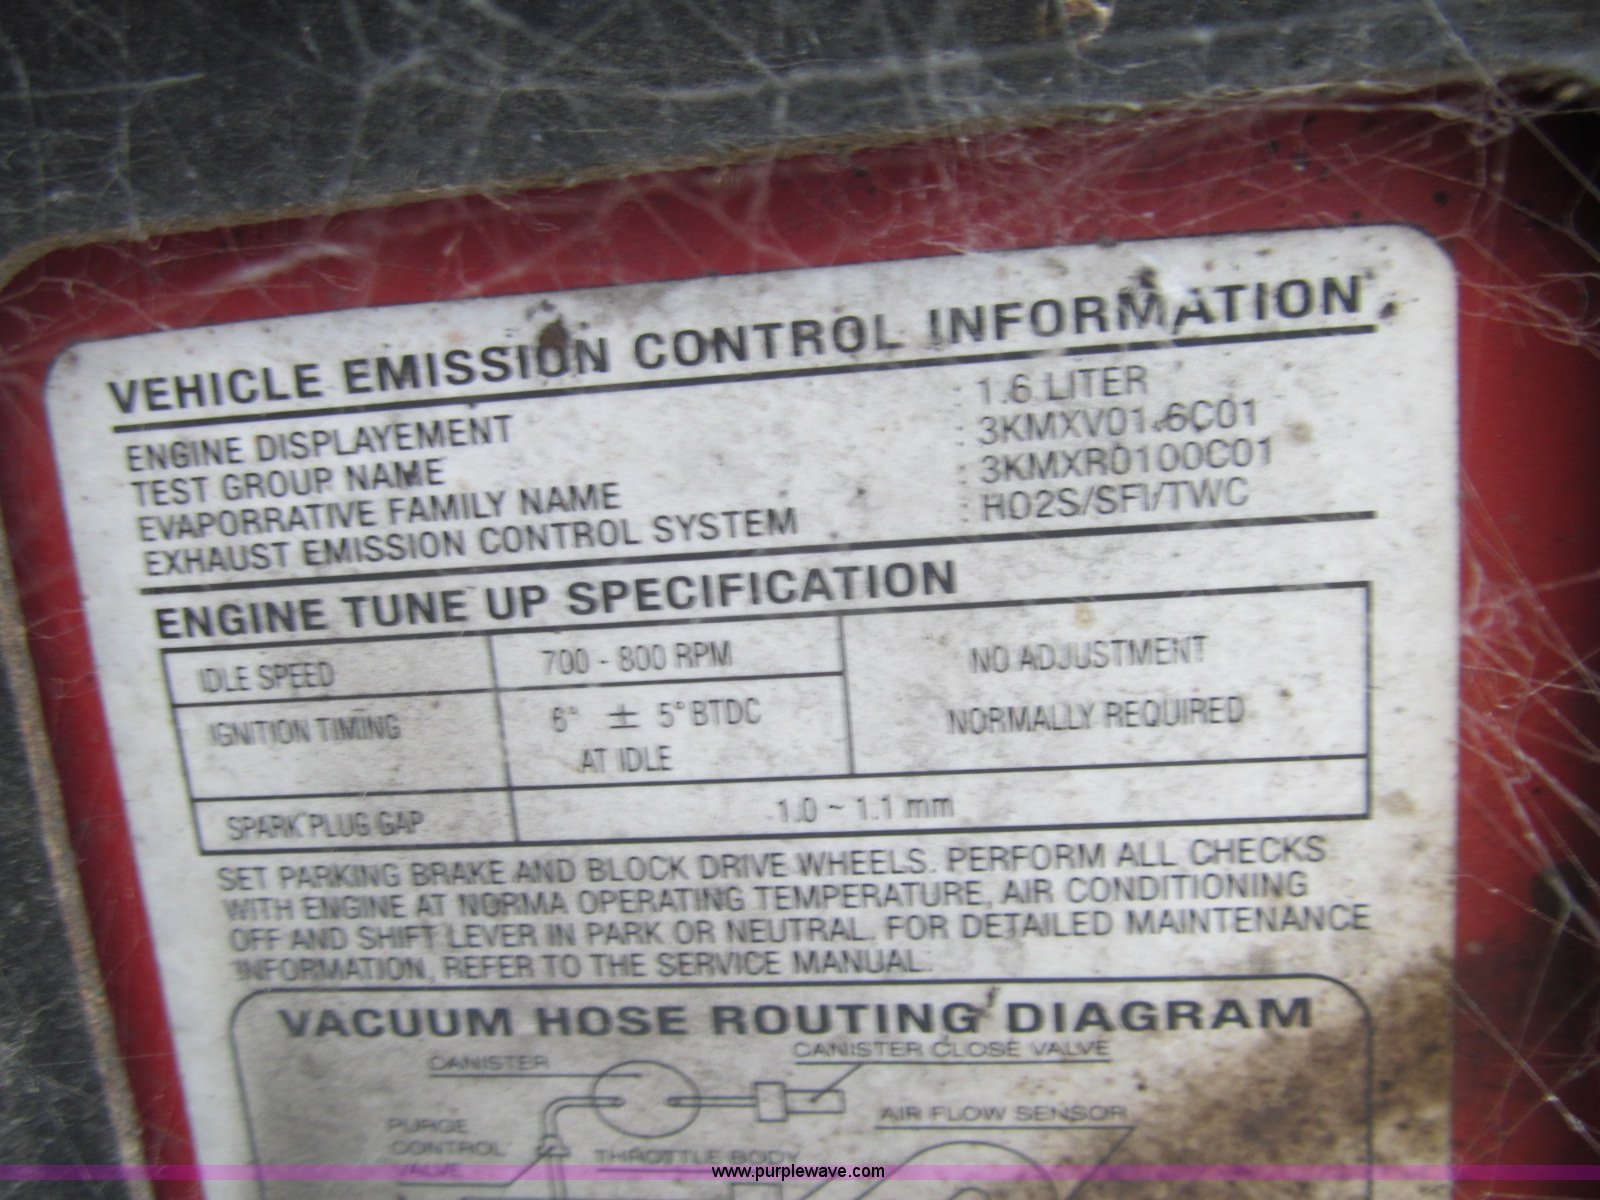 VEHICLE EMISSION CONTROL INFORMATION
ENGINE DISPLAYEMENT : 1.6 LITER
TEST GROUP NAME : 3KMXV01.6C01
EVAPORRATIVE FAMILY NAME : 3KMXR0100C01
EXHAUST EMISSION CONTROL SYSTEM : HO2S/SFI/TWC
ENGINE TUNE UP SPECIFICATION
IDLE SPEED 700 - 800 RPM NO ADJUSTMENT
IGNITION TIMING 6° ± 5° BTDC NORMALLY REQUIRED
AT IDLE
SPARK PLUG GAP 1.0 ~ 1.1 mm
SET PARKING BRAKE AND BLOCK DRIVE WHEELS. PERFORM ALL CHECKS
WITH ENGINE AT NORMA OPERATING TEMPERATURE, AIR CONDITIONING
OFF AND SHIFT LEVER IN PARK OR NEUTRAL. FOR DETAILED MAINTENANCE
INFORMATION, REFER TO THE SERVICE MANUAL.
VACUUM HOSE ROUTING DIAGRAM
CANISTER CANISTER CLOSE VALVE
AIR FLOW SENSOR
PURGE
CONTROL
VALVE
THROTTLE BODY
www.purplewave.com